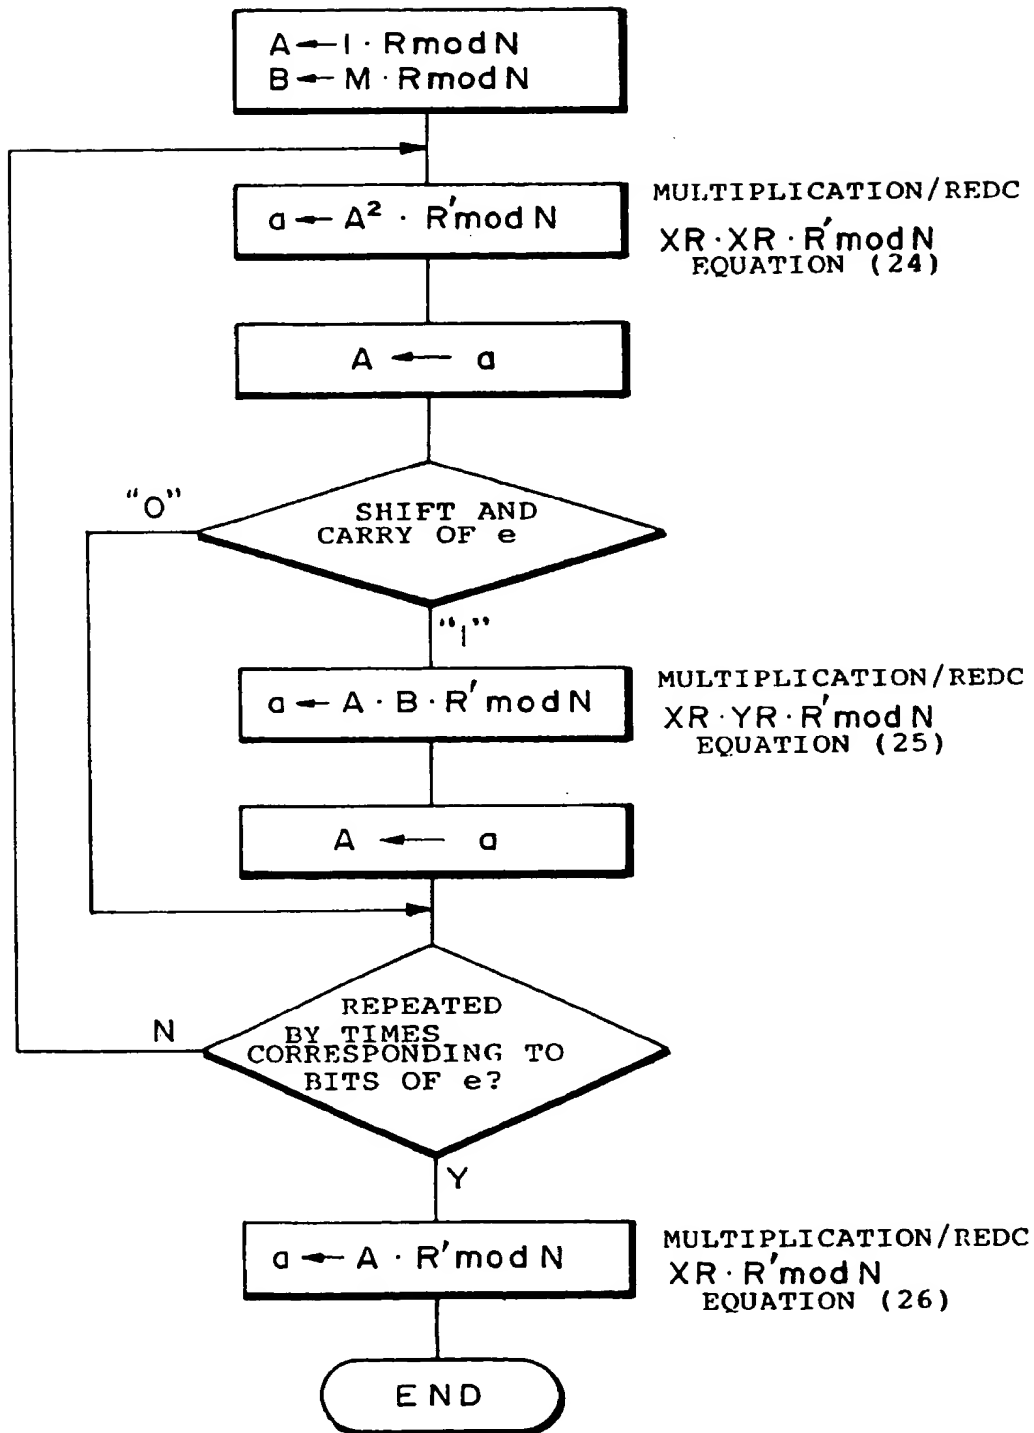 A ← 1 · R mod N
B ← M · R mod N
a ← A² · R′ mod N
MULTIPLICATION/REDC
XR · XR · R′ mod N
EQUATION (24)
A ← a
SHIFT AND
CARRY OF e
"0"
"1"
a ← A · B · R′ mod N
MULTIPLICATION/REDC
XR · YR · R′ mod N
EQUATION (25)
A ← a
REPEATED
BY TIMES
CORRESPONDING TO
BITS OF e?
N
Y
a ← A · R′ mod N
MULTIPLICATION/REDC
XR · R′ mod N
EQUATION (26)
END